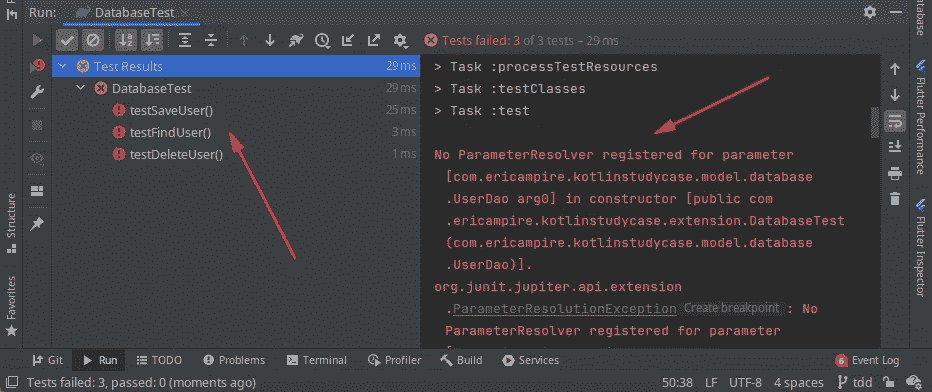 Run: DatabaseTest
Tests failed: 3 of 3 tests – 29 ms
Test Results 29 ms
DatabaseTest 29 ms
testSaveUser() 25 ms
testFindUser() 3 ms
testDeleteUser() 1 ms
> Task :processTestResources
> Task :testClasses
> Task :test
No ParameterResolver registered for parameter
[com.ericampire.kotlinstudycase.model.database
.UserDao arg0] in constructor [public com
.ericampire.kotlinstudycase.extension.DatabaseTest
(com.ericampire.kotlinstudycase.model.database
.UserDao)].
org.junit.jupiter.api.extension
.ParameterResolutionException Create breakpoint : No
ParameterResolver registered for parameter
Structure
Favorites
Flutter Performance
Flutter Inspector
Git Run TODO Problems Terminal Profiler Build Services 6 Event Log
Tests failed: 3, passed: 0 (moments ago) 50:38 LF UTF-8 4 spaces tdd